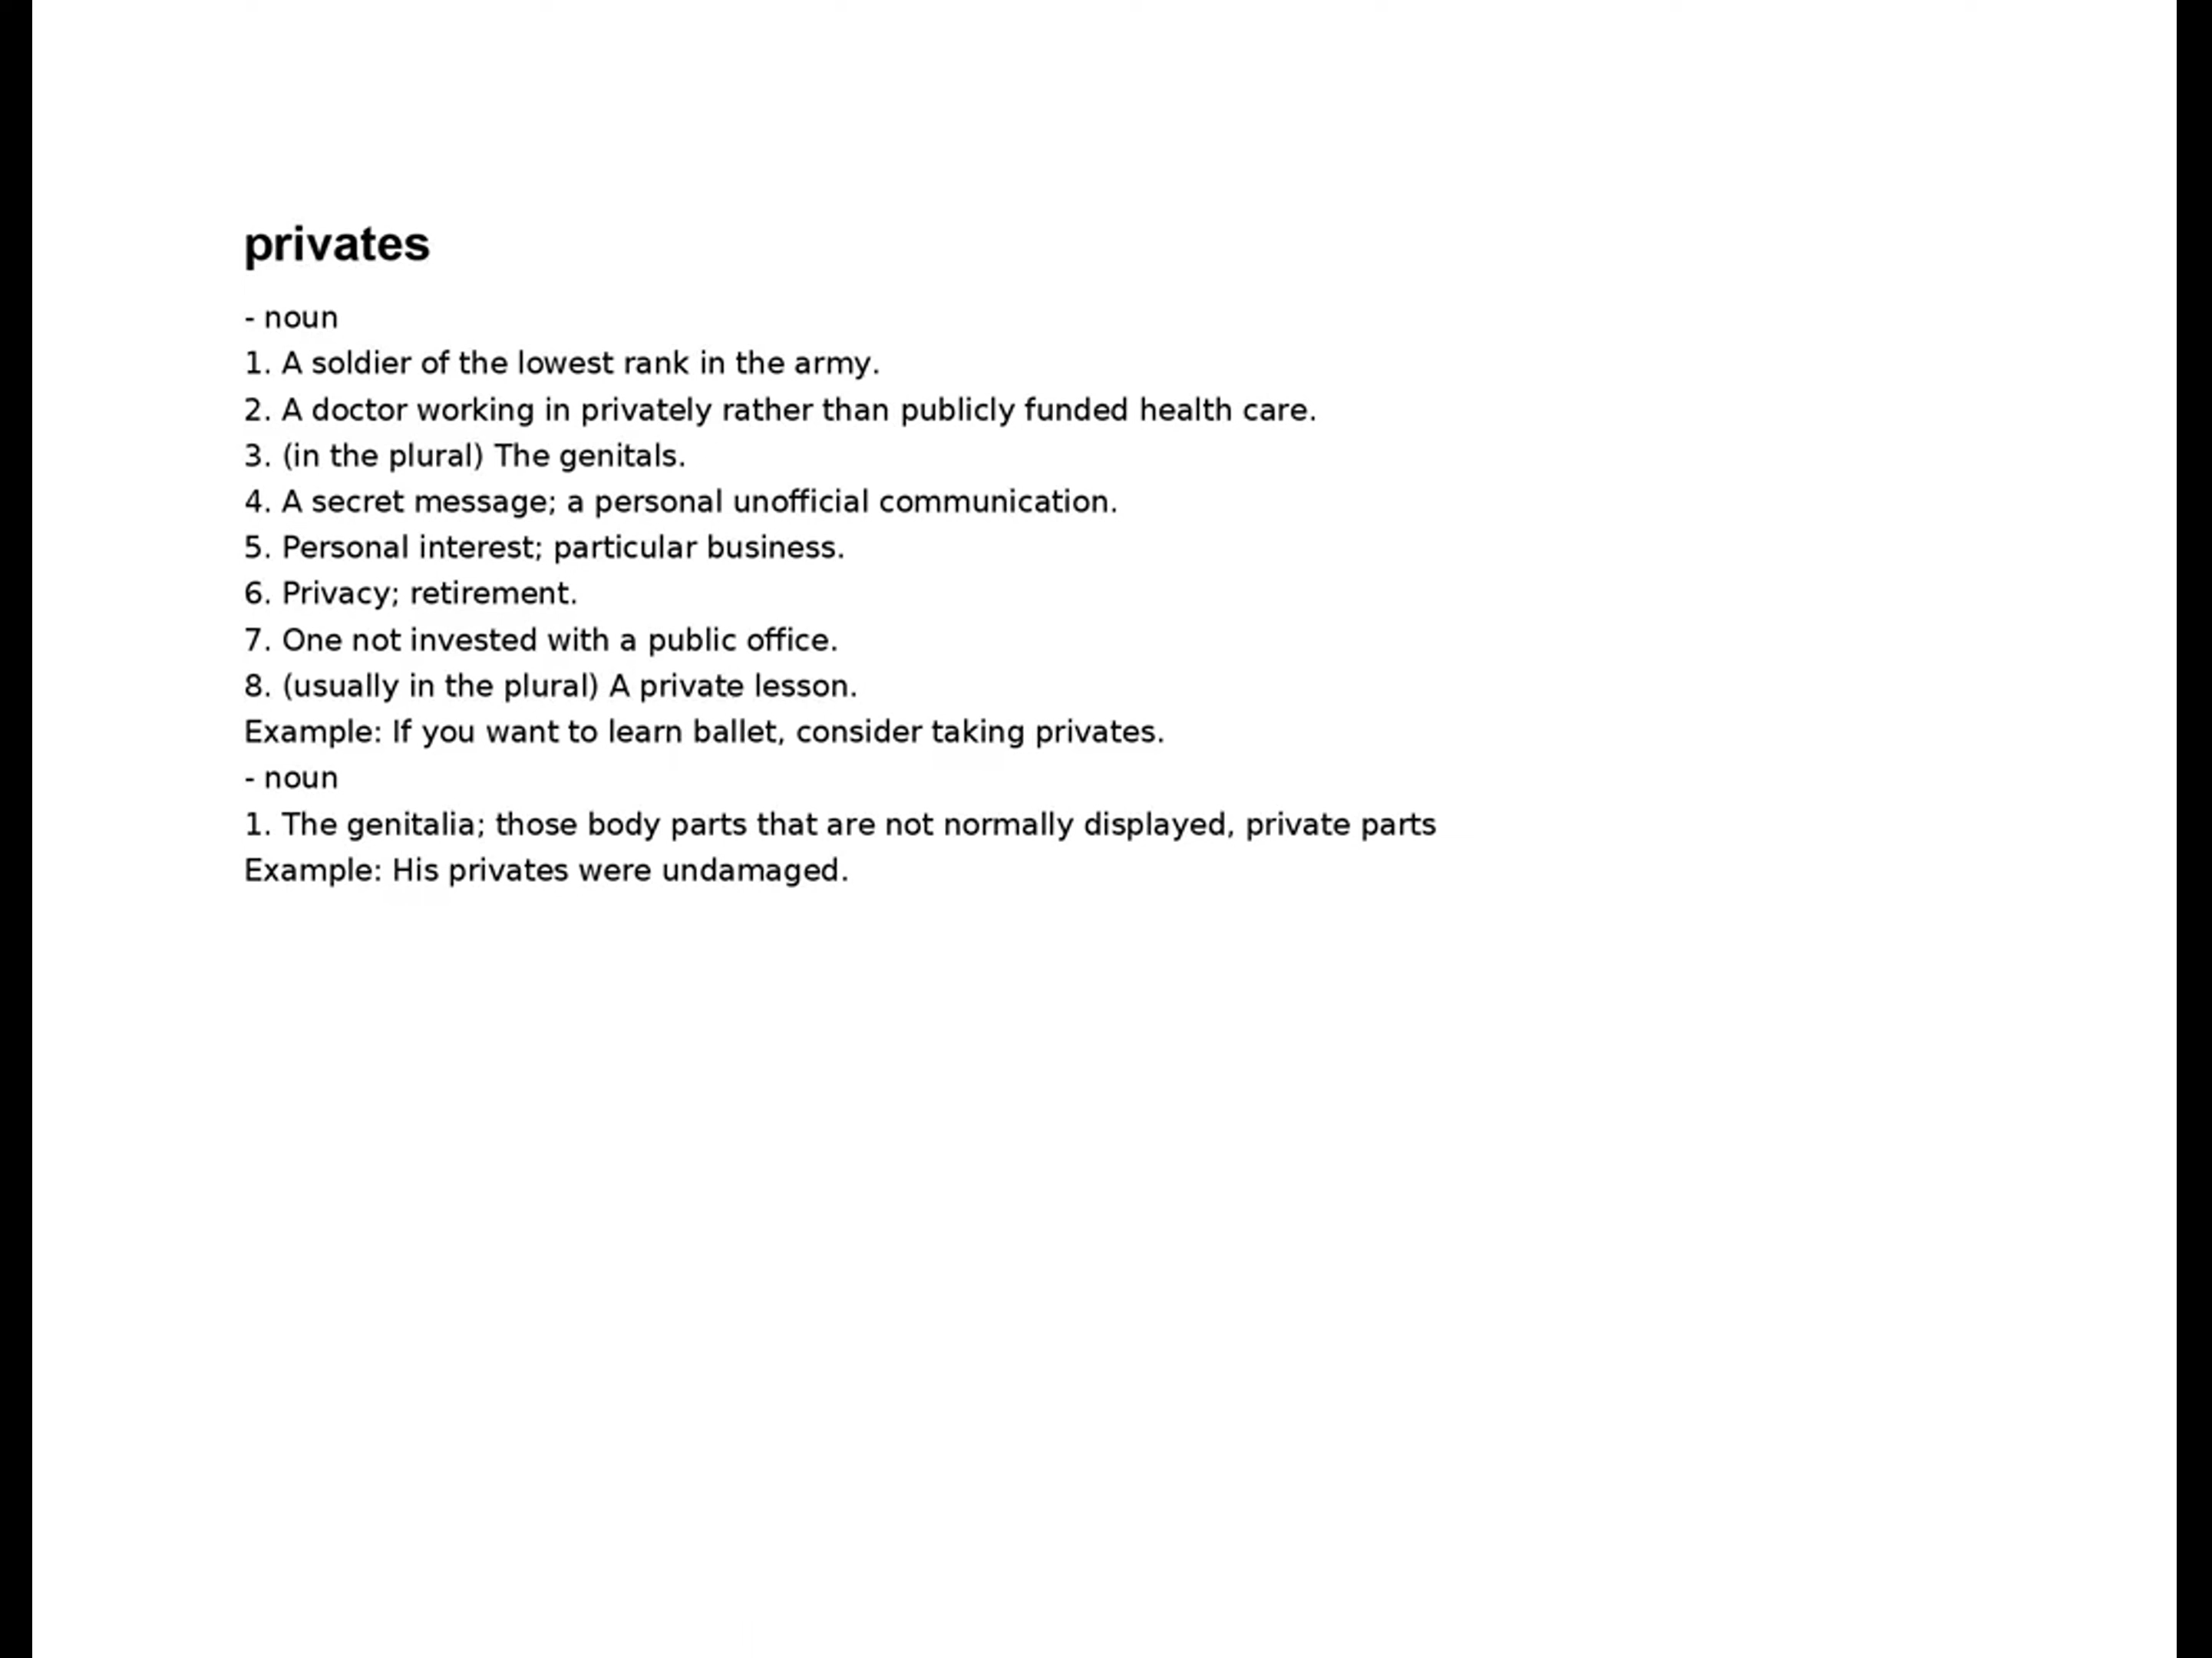 privates
- noun
1. A soldier of the lowest rank in the army.
2. A doctor working in privately rather than publicly funded health care.
3. (in the plural) The genitals.
4. A secret message; a personal unofficial communication.
5. Personal interest; particular business.
6. Privacy; retirement.
7. One not invested with a public office.
8. (usually in the plural) A private lesson.
Example: If you want to learn ballet, consider taking privates.
- noun
1. The genitalia; those body parts that are not normally displayed, private parts
Example: His privates were undamaged.